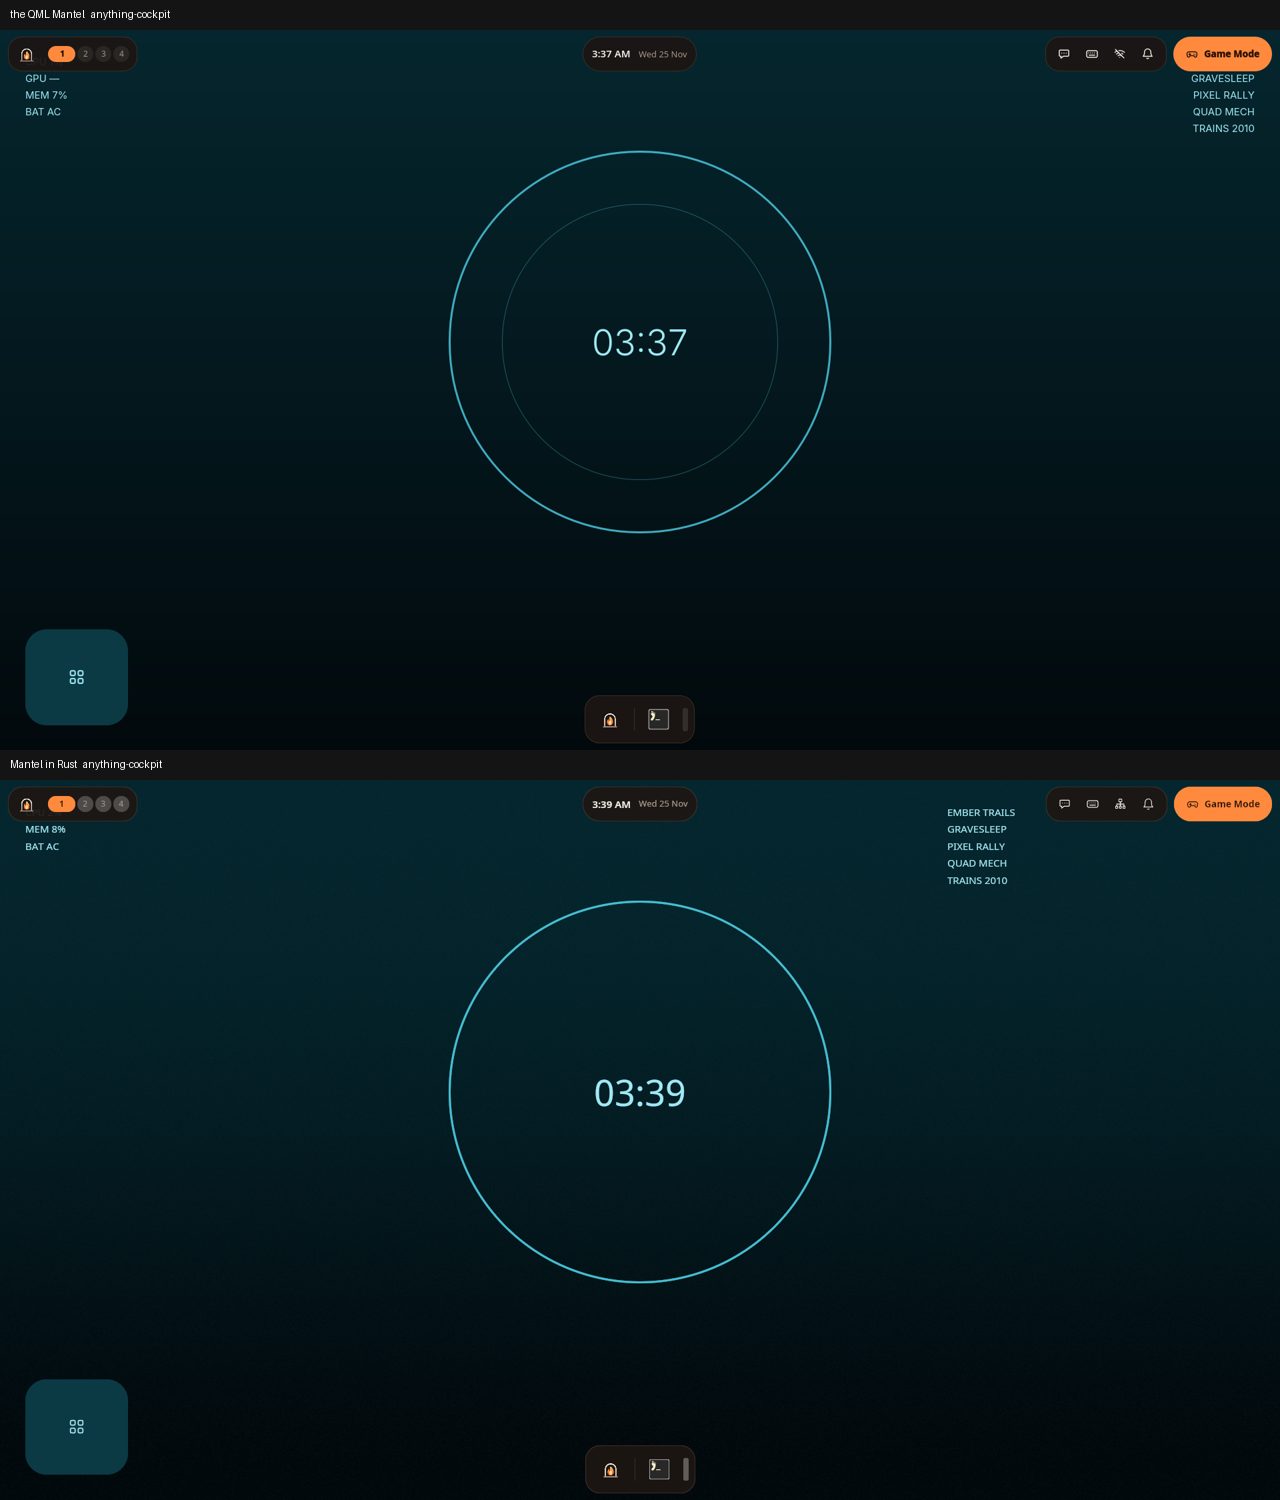 the QML Mantel anything-cockpit
1 2 3 4
3:37 AM Wed 25 Nov
Game Mode
GPU —
MEM 7%
BAT AC
GRAVESLEEP
PIXEL RALLY
QUAD MECH
TRAINS 2010
03:37
Mantel in Rust anything-cockpit
1 2 3 4
3:39 AM Wed 25 Nov
Game Mode
MEM 8%
BAT AC
EMBER TRAILS
GRAVESLEEP
PIXEL RALLY
QUAD MECH
TRAINS 2010
03:39